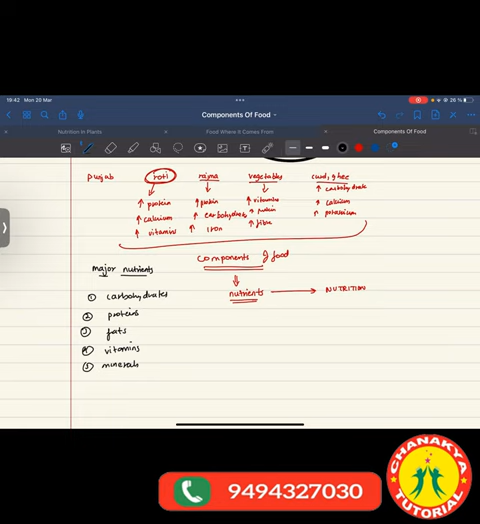 19:42 Mon 20 Mar
26 %
Components Of Food
Nutrition In Plants
Food Where It Comes From
Components Of Food
Punjab roti rajma vegetables curd, ghee
↑ protein ↑ protein ↑ vitamins ↑ carbohydrate
↑ calcium ↑ carbohydrates ↑ protein ↑ calcium
↑ vitamins ↑ iron ↑ fibre ↑ potassium
components of food
major nutrients
nutrients → NUTRITION
① carbohydrates
② proteins
③ fats
④ vitamins
⑤ minerals
9494327030
CHANAKYA
TUTORIAL